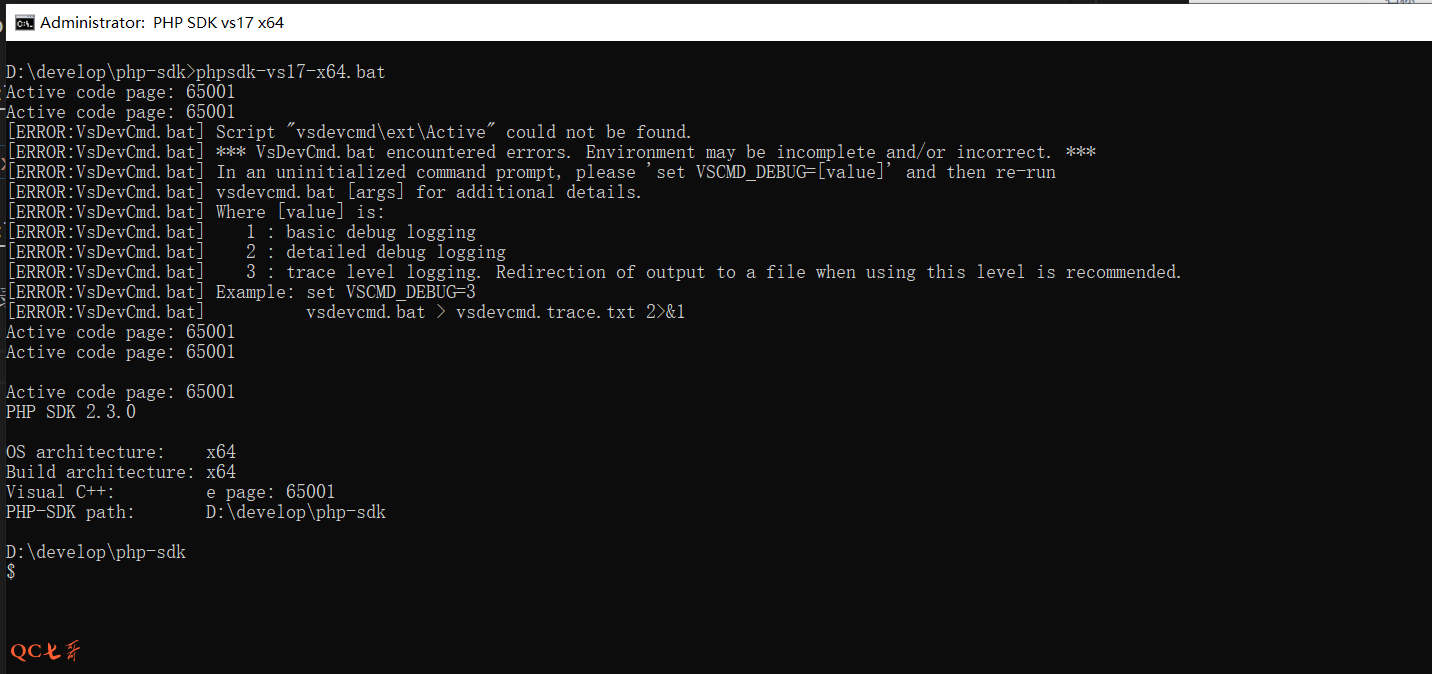 Administrator: PHP SDK vs17 x64
D:\develop\php-sdk>phpsdk-vs17-x64.bat
Active code page: 65001
Active code page: 65001
[ERROR:VsDevCmd.bat] Script "vsdevcmd\ext\Active" could not be found.
[ERROR:VsDevCmd.bat] *** VsDevCmd.bat encountered errors. Environment may be incomplete and/or incorrect. ***
[ERROR:VsDevCmd.bat] In an uninitialized command prompt, please 'set VSCMD_DEBUG=[value]' and then re-run
[ERROR:VsDevCmd.bat] vsdevcmd.bat [args] for additional details.
[ERROR:VsDevCmd.bat] Where [value] is:
[ERROR:VsDevCmd.bat]    1 : basic debug logging
[ERROR:VsDevCmd.bat]    2 : detailed debug logging
[ERROR:VsDevCmd.bat]    3 : trace level logging. Redirection of output to a file when using this level is recommended.
[ERROR:VsDevCmd.bat] Example: set VSCMD_DEBUG=3
[ERROR:VsDevCmd.bat]          vsdevcmd.bat > vsdevcmd.trace.txt 2>&1
Active code page: 65001
Active code page: 65001
Active code page: 65001
PHP SDK 2.3.0
OS architecture:    x64
Build architecture: x64
Visual C++:         e page: 65001
PHP-SDK path:       D:\develop\php-sdk
D:\develop\php-sdk
$
QC七哥